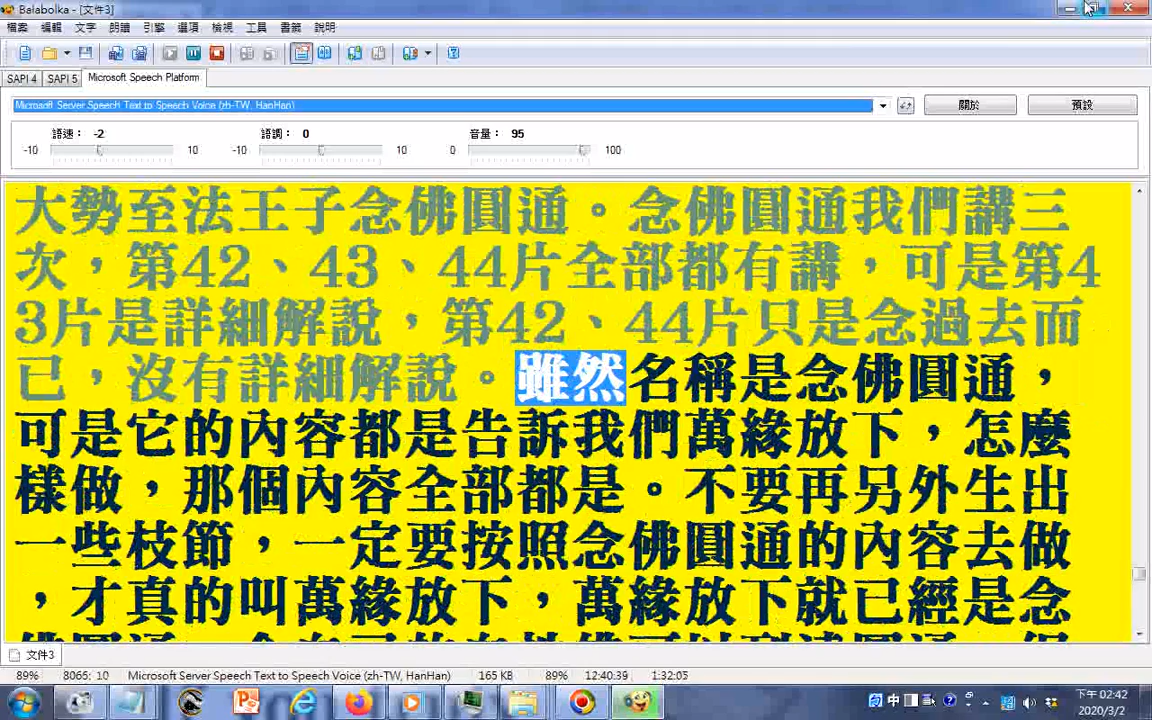 Balabolka - [文件3]
檔案 編輯 文字 朗讀 引擎 選項 檢視 工具 書籤 說明
SAPI 4 SAPI 5 Microsoft Speech Platform
Microsoft Server Speech Text to Speech Voice (zh-TW, HanHan)
關於 預設
語速： -2 語調： 0 音量： 95
-10 10 -10 10 0 100
大勢至法王子念佛圓通。念佛圓通我們講三
次，第42、43、44片全部都有講，可是第4
3片是詳細解說，第42、44片只是念過去而
已，沒有詳細解說。雖然名稱是念佛圓通，
可是它的內容都是告訴我們萬緣放下，怎麼
樣做，那個內容全部都是。不要再另外生出
一些枝節，一定要按照念佛圓通的內容去做
，才真的叫萬緣放下，萬緣放下就已經是念
文件3
89% 8065: 10 Microsoft Server Speech Text to Speech Voice (zh-TW, HanHan) 165 KB 89% 12:40:39 1:32:05
中 下午 02:42
2020/3/2